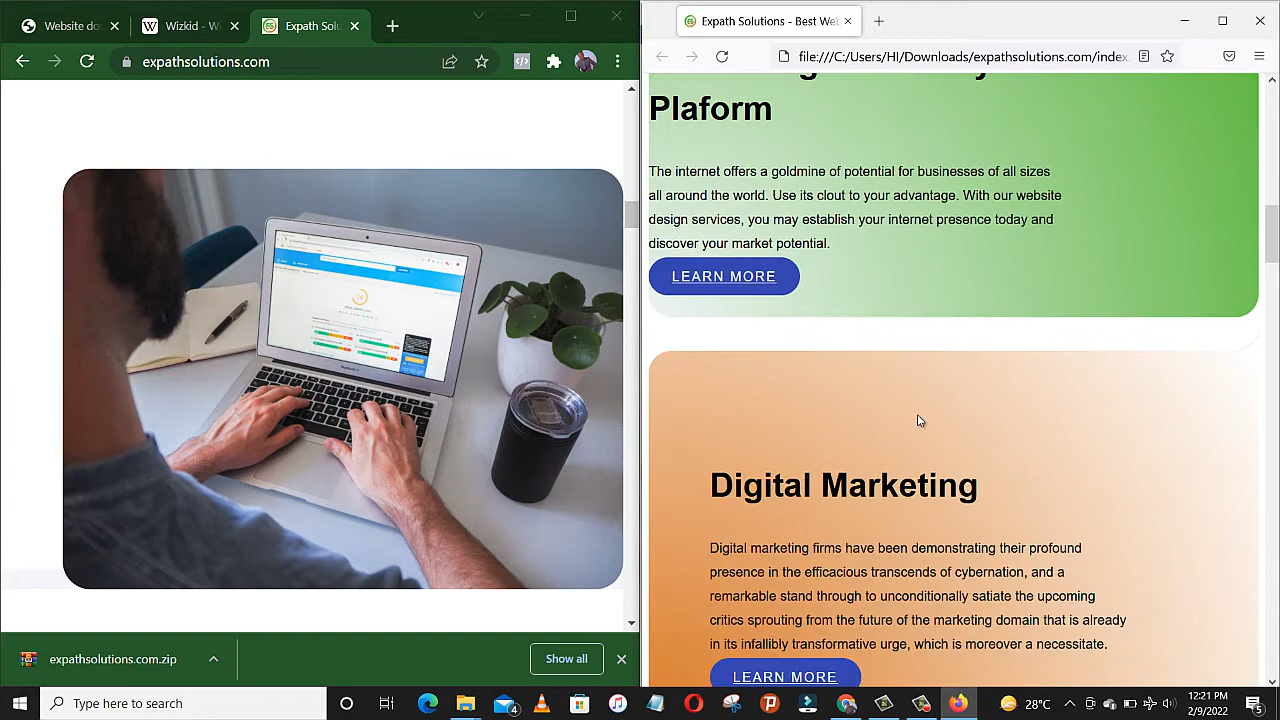 Website do
Wizkid - Wi
Expath Solu
expathsolutions.com
expathsolutions.com.zip
Show all
Expath Solutions - Best Web
file:///C:/Users/HI/Downloads/expathsolutions.com/index.
Plaform
The internet offers a goldmine of potential for businesses of all sizes
all around the world. Use its clout to your advantage. With our website
design services, you may establish your internet presence today and
discover your market potential.
LEARN MORE
Digital Marketing
Digital marketing firms have been demonstrating their profound
presence in the efficacious transcends of cybernation, and a
remarkable stand through to unconditionally satiate the upcoming
critics sprouting from the future of the marketing domain that is already
in its infallibly transformative urge, which is moreover a necessitate.
LEARN MORE
Type here to search
4
28°C
12:21 PM
2/9/2022
5